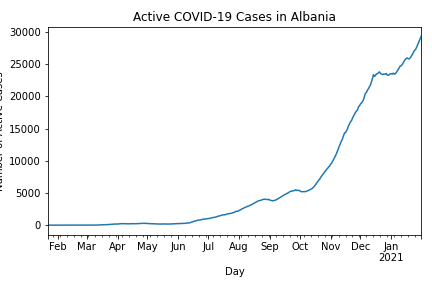 Active COVID-19 Cases in Albania
30000
25000
20000
15000
10000
5000
0
Number of Active Cases
Feb Mar Apr May Jun Jul Aug Sep Oct Nov Dec Jan
2021
Day